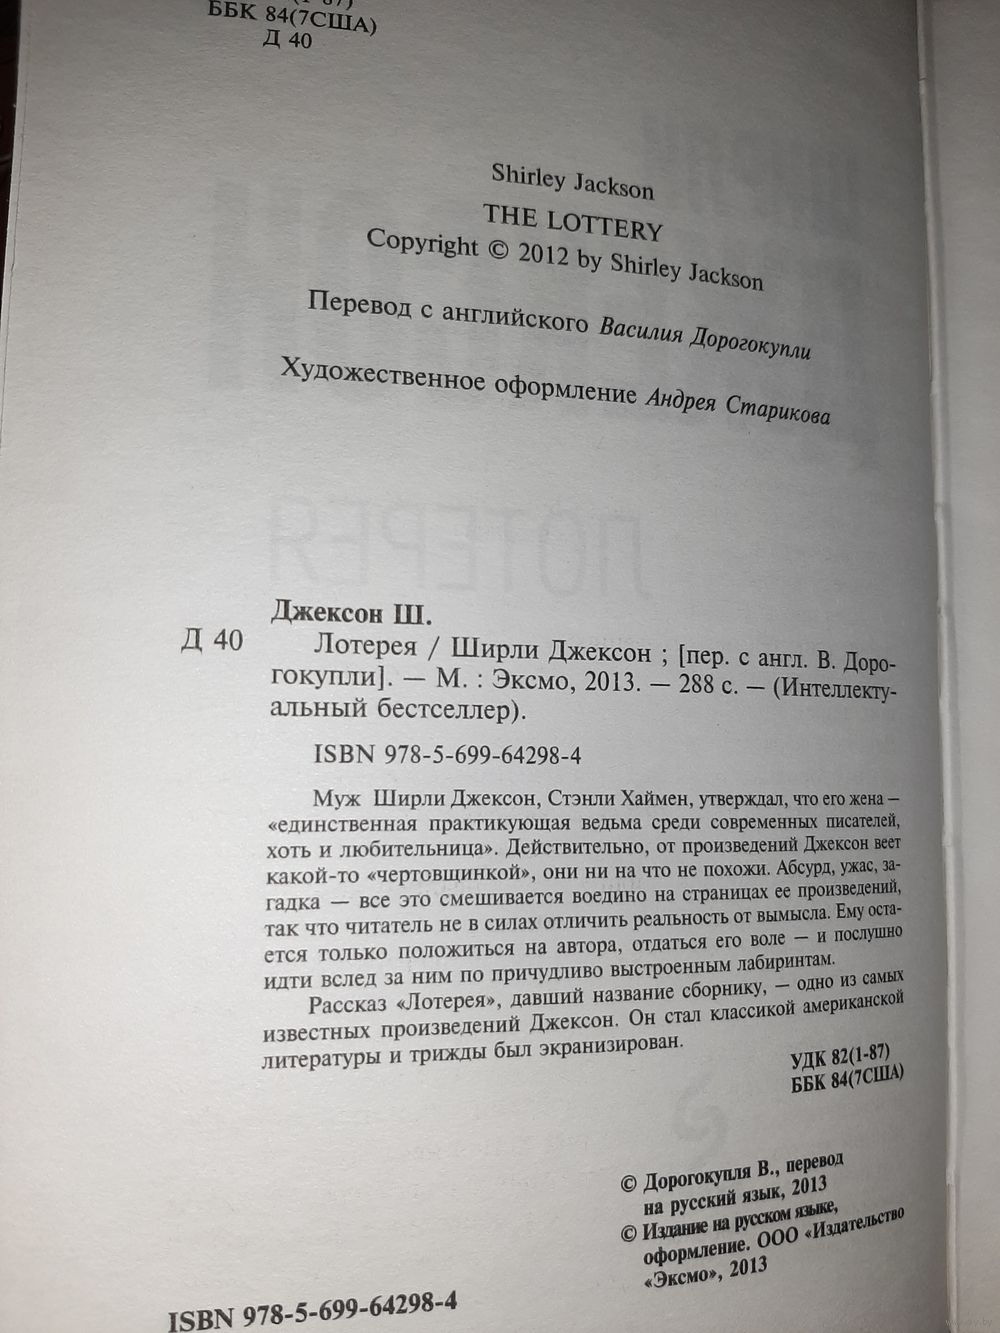 ББК 84(7США)
Д 40
Shirley Jackson
THE LOTTERY
Copyright © 2012 by Shirley Jackson
Перевод с английского Василия Дорогокупли
Художественное оформление Андрея Старикова
ЛОТЕРЕЯ
Джексон Ш.
Д 40 Лотерея / Ширли Джексон ; [пер. с англ. В. Доро-
гокупли]. — М. : Эксмо, 2013. — 288 с. — (Интеллекту-
альный бестселлер).
ISBN 978-5-699-64298-4
Муж Ширли Джексон, Стэнли Хаймен, утверждал, что его жена –
«единственная практикующая ведьма среди современных писателей,
хоть и любительница». Действительно, от произведений Джексон веет
какой-то «чертовщинкой», они ни на что не похожи. Абсурд, ужас, за-
гадка — все это смешивается воедино на страницах ее произведений,
так что читатель не в силах отличить реальность от вымысла. Ему оста-
ется только положиться на автора, отдаться его воле — и послушно
идти вслед за ним по причудливо выстроенным лабиринтам.
Рассказ «Лотерея», давший название сборнику, — одно из самых
известных произведений Джексон. Он стал классикой американской
литературы и трижды был экранизирован.
УДК 82(1-87)
ББК 84(7США)
© Дорогокупля В., перевод
на русский язык, 2013
© Издание на русском языке,
оформление. ООО «Издательство
«Эксмо», 2013
ISBN 978-5-699-64298-4